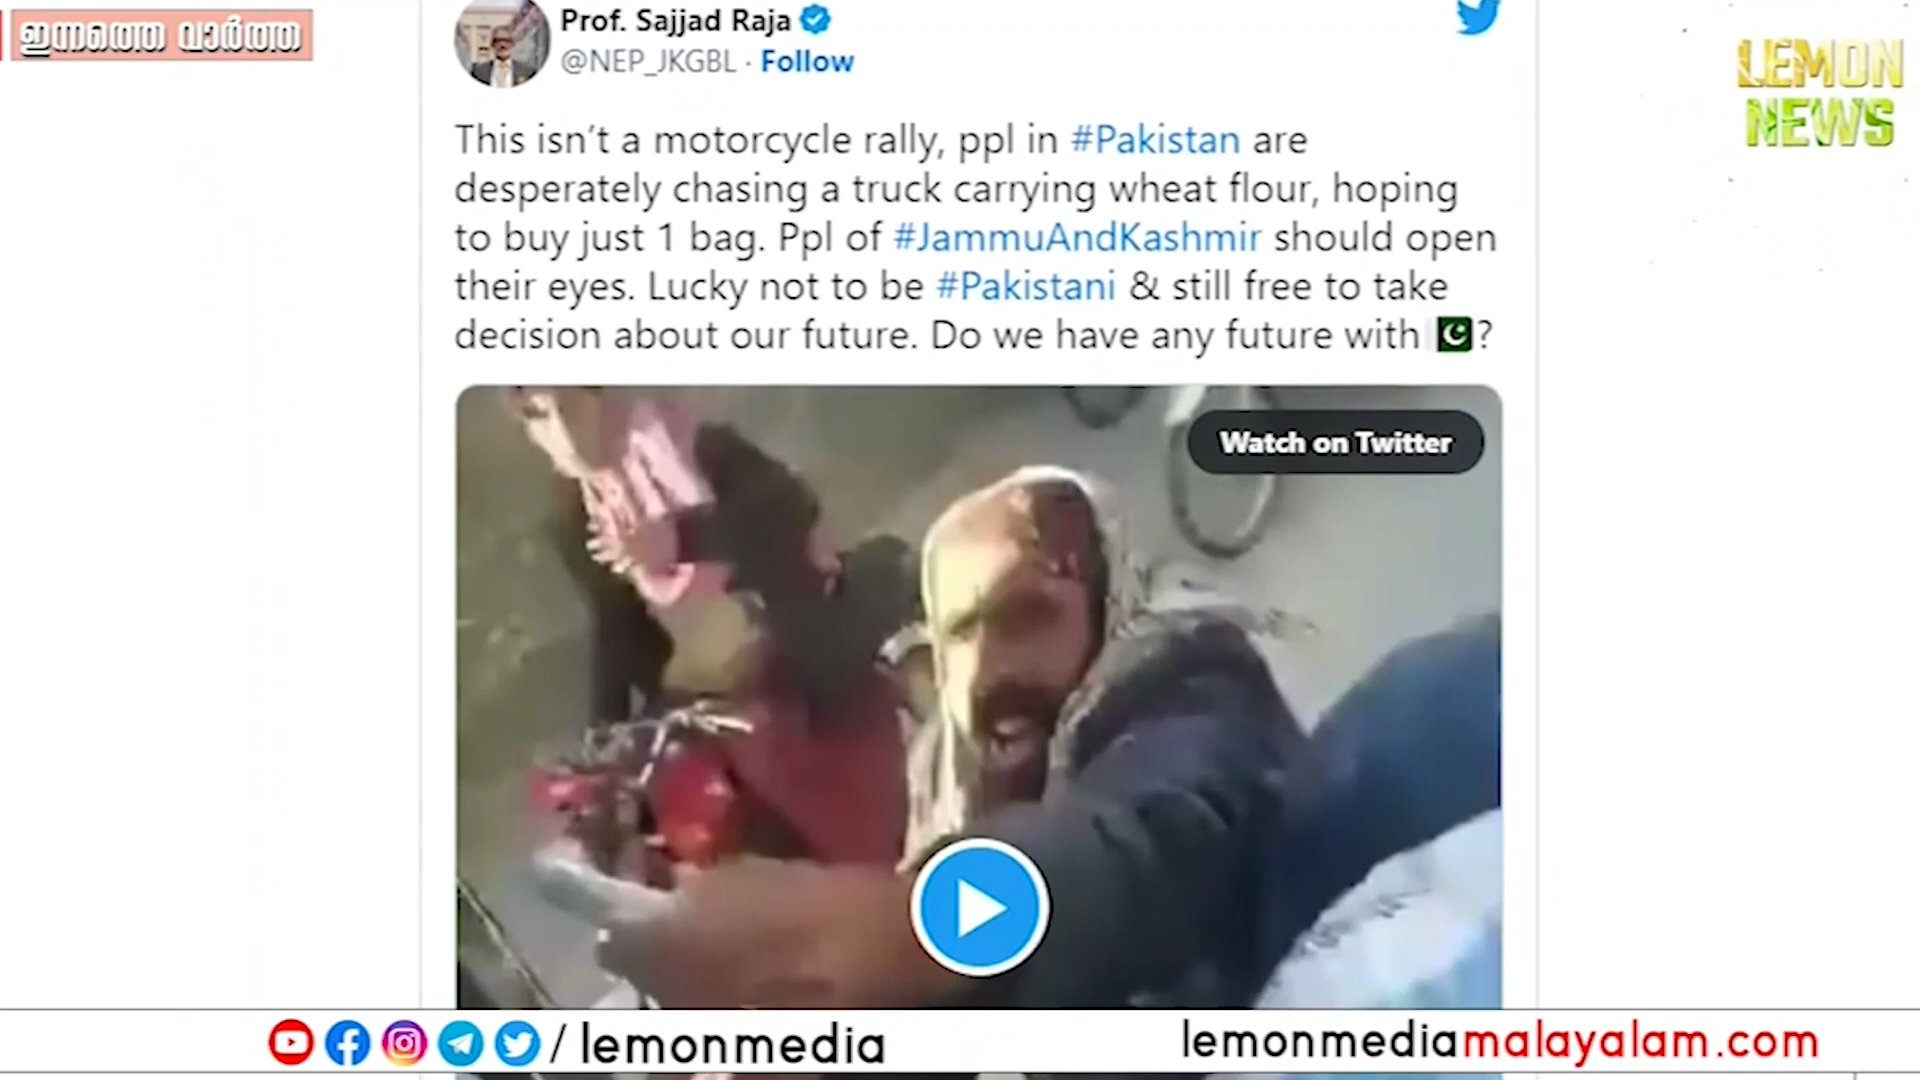 ഇന്നത്തെ വാർത്ത
Prof. Sajjad Raja
@NEP_JKGBL · Follow
LEMON
NEWS
This isn’t a motorcycle rally, ppl in #Pakistan are
desperately chasing a truck carrying wheat flour, hoping
to buy just 1 bag. Ppl of #JammuAndKashmir should open
their eyes. Lucky not to be #Pakistani & still free to take
decision about our future. Do we have any future with 🇵🇰?
Watch on Twitter
/ lemonmedia
lemonmediamalayalam.com